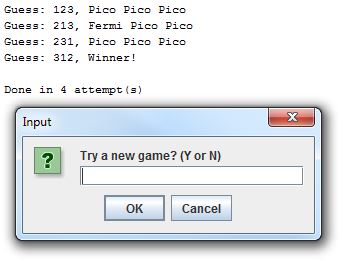 Guess: 123, Pico Pico Pico
Guess: 213, Fermi Pico Pico
Guess: 231, Pico Pico Pico
Guess: 312, Winner!
Done in 4 attempt(s)
Input
?
Try a new game? (Y or N)
OK
Cancel